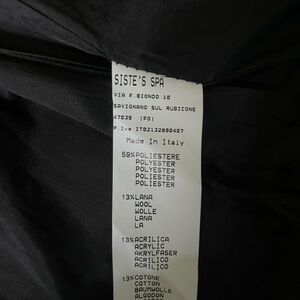 SISTE'S SPA
VIA F.BIONDO 10
SAVIGNANO SUL RUBICONE
47039 (FO)
P.Iva IT02132890407
Made In Italy
59%POLIESTERE
POLYESTER
POLYESTER
POLIESTER
POLIESTER
13%LANA
WOOL
WOLLE
LANA
LA
13%ACRILICA
ACRYLIC
AKRYLFASER
ACRILICO
ACRILICO
13%COTONE
COTTON
BAUMWOLLE
ALGODON